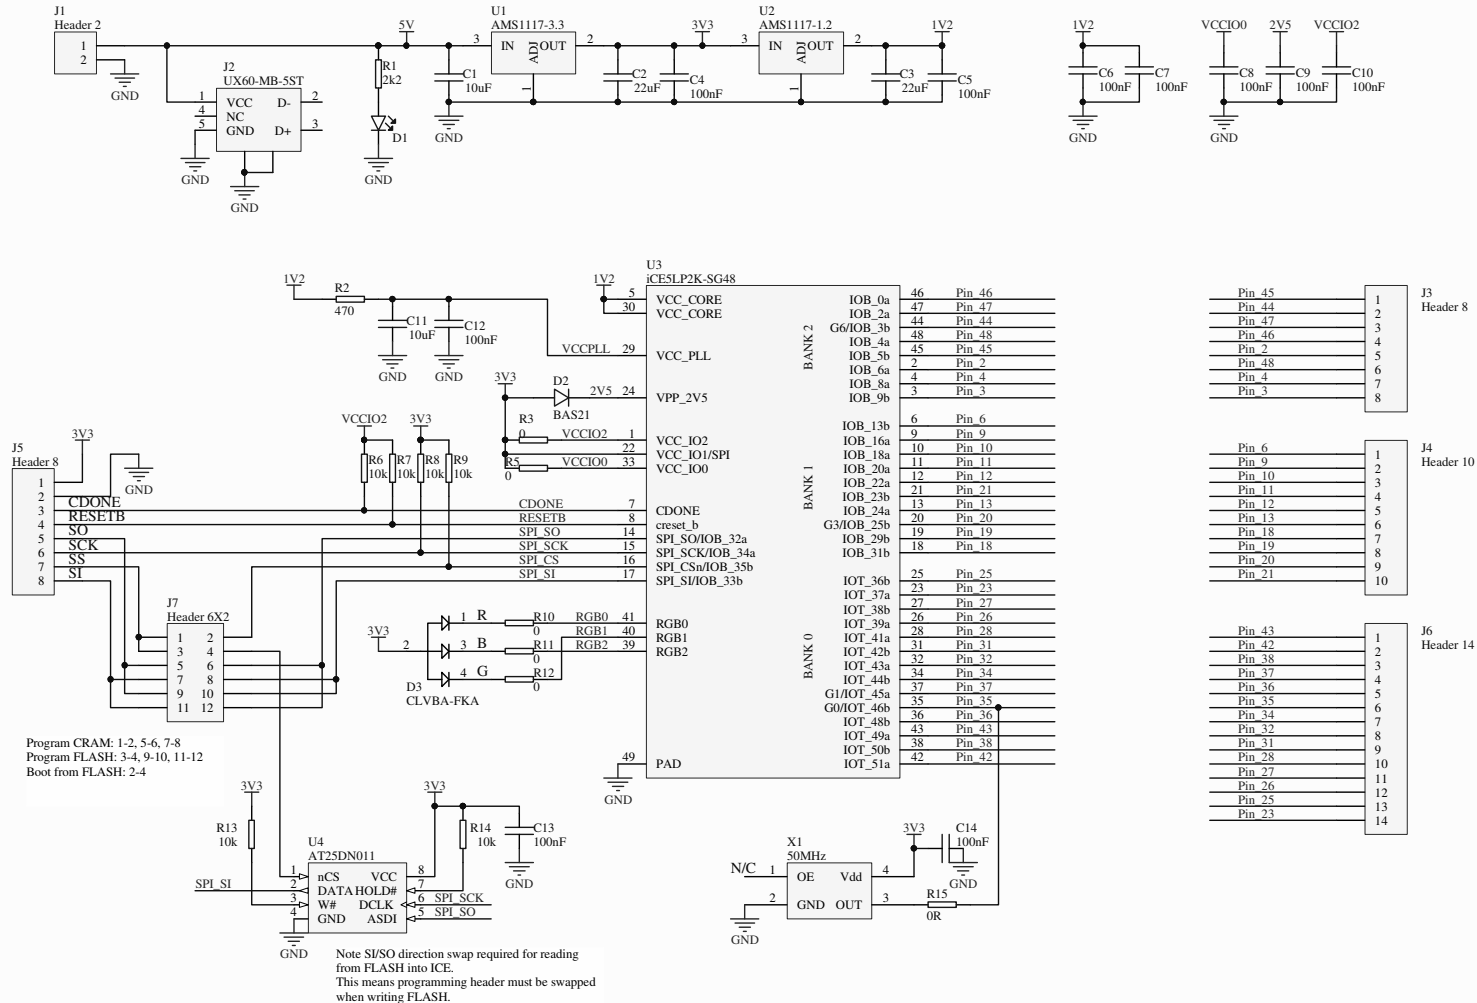 J1
Header 2
1
2
GND
J2
UX60-MB-5ST
1 VCC D- 2
4 NC
5 GND D+ 3
GND
GND
R1
2k2
D1
GND
5V
C1
10uF
GND
U1
AMS1117-3.3
3 IN OUT 2
ADJ
1
C2
22uF
C4
100nF
3V3
U2
AMS1117-1.2
3 IN OUT 2
ADJ
1
C3
22uF
1V2
C5
100nF
GND
1V2
C6
100nF
C7
100nF
GND
VCCIO0 2V5 VCCIO2
C8
100nF
C9
100nF
C10
100nF
GND
1V2
R2
470
C11
10uF
GND
C12
100nF
GND
VCCPLL
1V2
3V3
D2
BAS21
2V5
R3
0
VCCIO2
R5
0
VCCIO0
VCCIO2
3V3
R6
10k
R7
10k
R8
10k
R9
10k
J5
Header 8
3V3
GND
1
2
3 CDONE
4 RESETB
5 SO
6 SCK
7 SS
8 SI
CDONE
RESETB
SPI_SO
SPI_SCK
SPI_CS
SPI_SI
J7
Header 6X2
1 2
3 4
5 6
7 8
9 10
11 12
Program CRAM: 1-2, 5-6, 7-8
Program FLASH: 3-4, 9-10, 11-12
Boot from FLASH: 2-4
3V3
2
1 R
3 B
4 G
D3
CLVBA-FKA
R10
0
R11
0
R12
0
RGB0
RGB1
RGB2
U3
iCE5LP2K-SG48
5 VCC_CORE
30 VCC_CORE
29 VCC_PLL
24 VPP_2V5
1 VCC_IO2
22 VCC_IO1/SPI
33 VCC_IO0
7 CDONE
8 creset_b
14 SPI_SO/IOB_32a
15 SPI_SCK/IOB_34a
16 SPI_CSn/IOB_35b
17 SPI_SI/IOB_33b
41 RGB0
40 RGB1
39 RGB2
49 PAD
GND
BANK 2
IOB_0a 46 Pin_46
IOB_2a 47 Pin_47
G6/IOB_3b 44 Pin_44
IOB_4a 48 Pin_48
IOB_5b 45 Pin_45
IOB_6a 2 Pin_2
IOB_8a 4 Pin_4
IOB_9b 3 Pin_3
BANK 1
IOB_13b 6 Pin_6
IOB_16a 9 Pin_9
IOB_18a 10 Pin_10
IOB_20a 11 Pin_11
IOB_22a 12 Pin_12
IOB_23b 21 Pin_21
IOB_24a 13 Pin_13
G3/IOB_25b 20 Pin_20
IOB_29b 19 Pin_19
IOB_31b 18 Pin_18
BANK 0
IOT_36b 25 Pin_25
IOT_37a 23 Pin_23
IOT_38b 27 Pin_27
IOT_39a 26 Pin_26
IOT_41a 28 Pin_28
IOT_42b 31 Pin_31
IOT_43a 32 Pin_32
IOT_44b 34 Pin_34
G1/IOT_45a 37 Pin_37
G0/IOT_46b 35 Pin_35
IOT_48b 36 Pin_36
IOT_49a 43 Pin_43
IOT_50b 38 Pin_38
IOT_51a 42 Pin_42
J3
Header 8
Pin_45 1
Pin_44 2
Pin_47 3
Pin_46 4
Pin_2 5
Pin_48 6
Pin_4 7
Pin_3 8
J4
Header 10
Pin_6 1
Pin_9 2
Pin_10 3
Pin_11 4
Pin_12 5
Pin_13 6
Pin_18 7
Pin_19 8
Pin_20 9
Pin_21 10
J6
Header 14
Pin_43 1
Pin_42 2
Pin_38 3
Pin_37 4
Pin_36 5
Pin_35 6
Pin_34 7
Pin_32 8
Pin_31 9
Pin_28 10
Pin_27 11
Pin_26 12
Pin_25 13
Pin_23 14
3V3
R13
10k
U4
AT25DN011
1 nCS VCC 8
SPI_SI 2 DATA HOLD# 7
3 W# DCLK 6 SPI_SCK
4 GND ASDI 5 SPI_SO
GND
3V3
R14
10k
C13
100nF
GND
Note SI/SO direction swap required for reading
from FLASH into ICE.
This means programming header must be swapped
when writing FLASH.
X1
50MHz
N/C 1 OE Vdd 4
2 GND OUT 3
GND
3V3
C14
100nF
GND
R15
0R